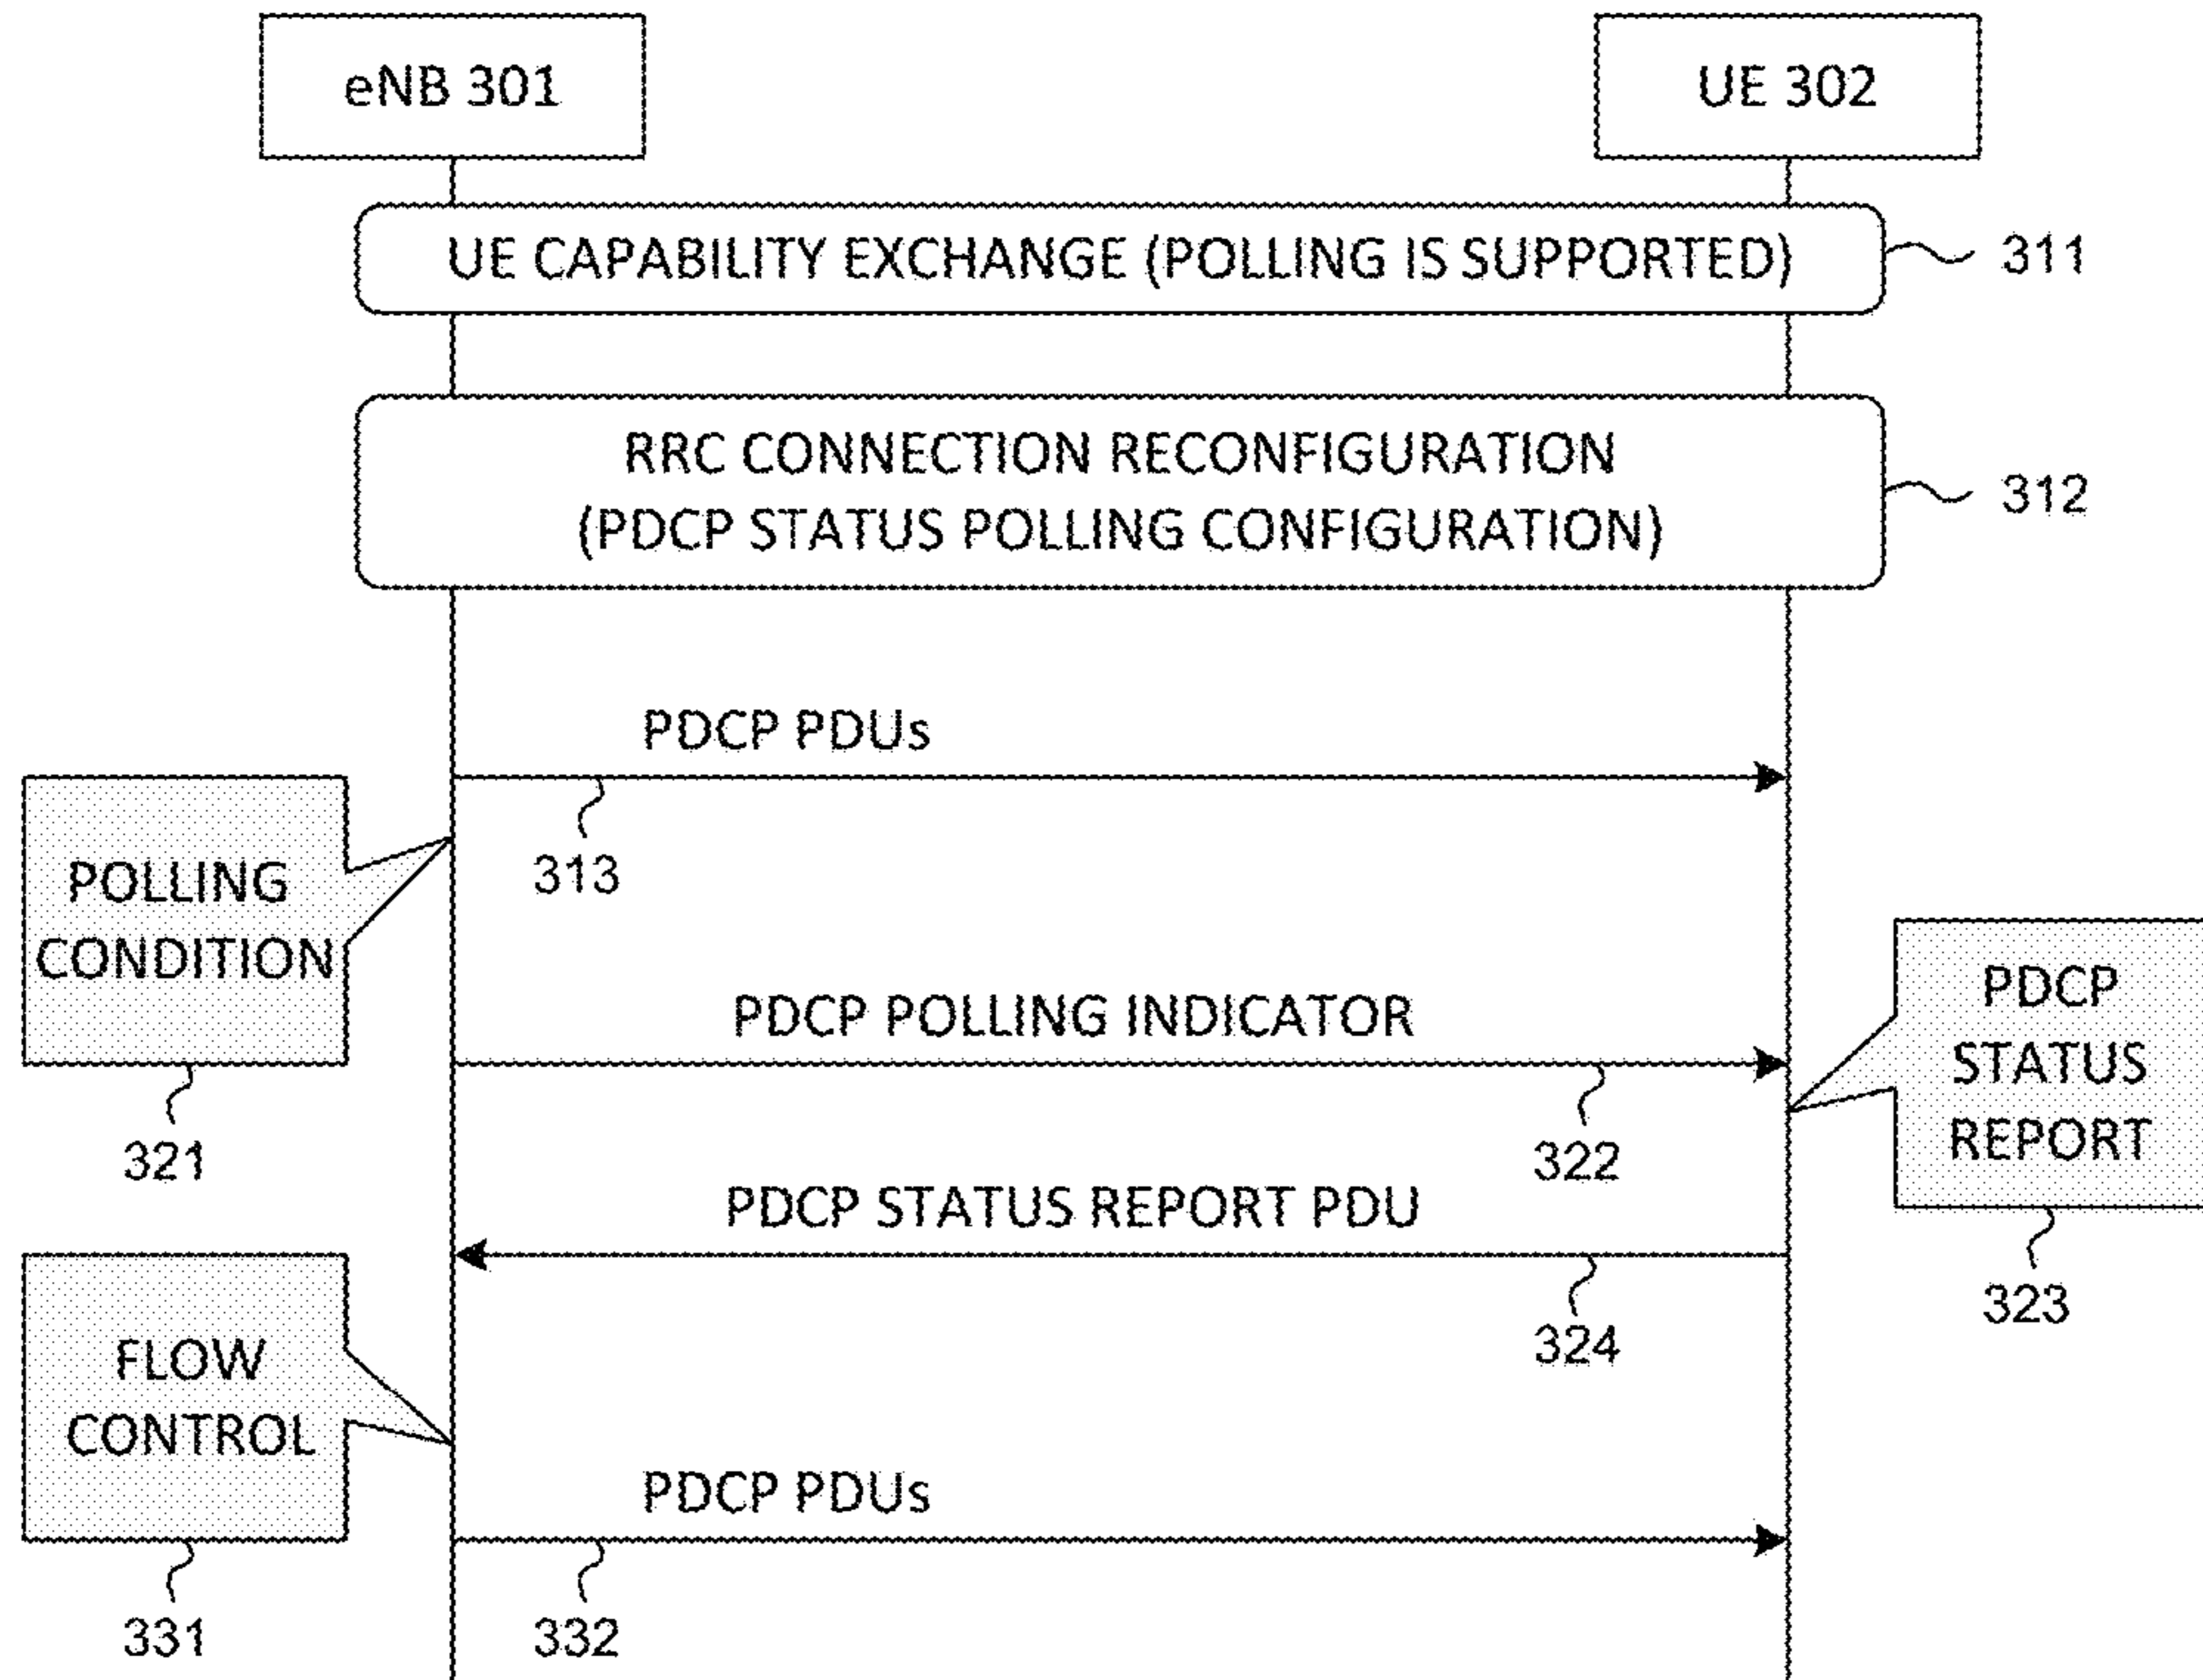 eNB 301
UE 302
UE CAPABILITY EXCHANGE (POLLING IS SUPPORTED)
311
RRC CONNECTION RECONFIGURATION
(PDCP STATUS POLLING CONFIGURATION)
312
PDCP PDUs
313
POLLING
CONDITION
321
PDCP POLLING INDICATOR
322
PDCP
STATUS
REPORT
323
PDCP STATUS REPORT PDU
324
FLOW
CONTROL
331
PDCP PDUs
332